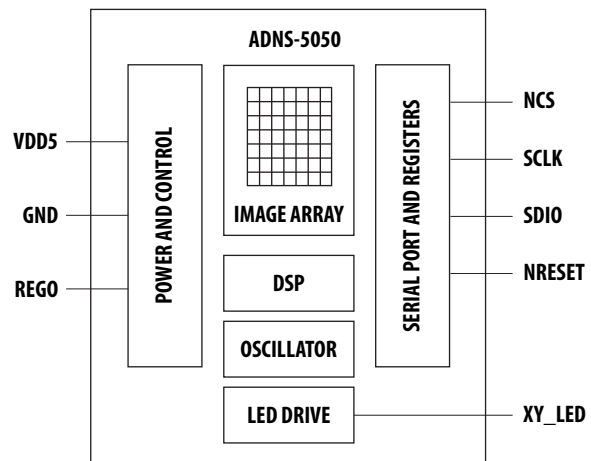 ADNS-5050
VDD5
GND
REGO
POWER AND CONTROL
IMAGE ARRAY
DSP
OSCILLATOR
LED DRIVE
SERIAL PORT AND REGISTERS
NCS
SCLK
SDIO
NRESET
XY_LED